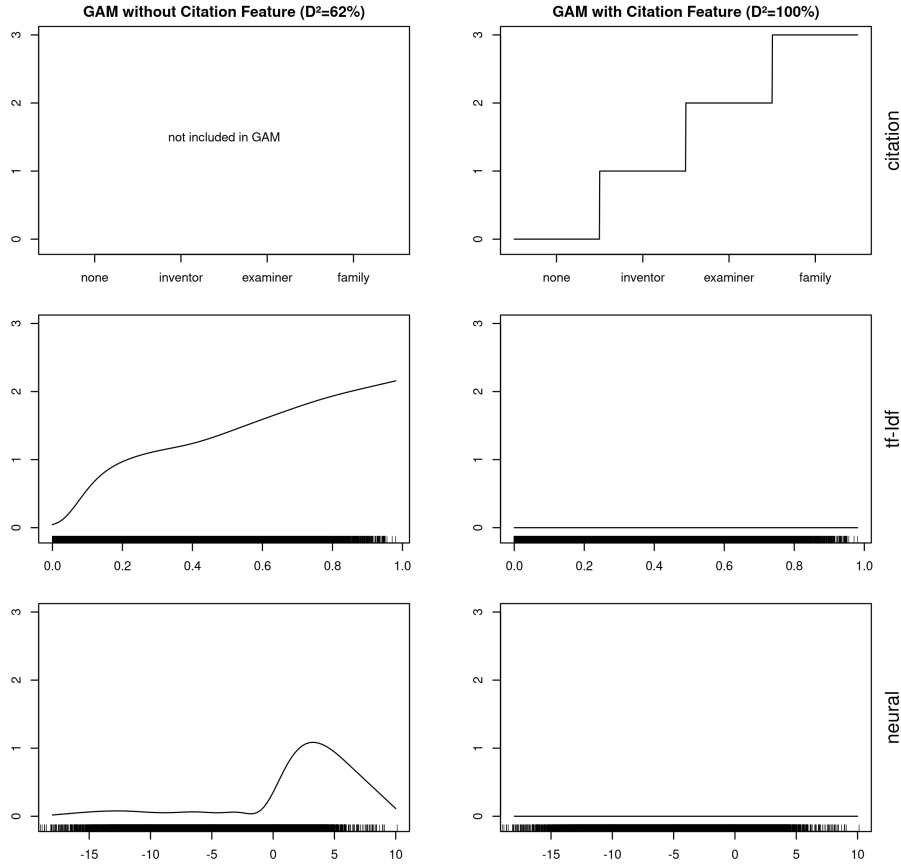 GAM without Citation Feature (D²=62%)
GAM with Citation Feature (D²=100%)
3
2
1
0
not included in GAM
none inventor examiner family
3
2
1
0
none inventor examiner family
citation
3
2
1
0
0.0 0.2 0.4 0.6 0.8 1.0
3
2
1
0
0.0 0.2 0.4 0.6 0.8 1.0
tf-Idf
3
2
1
0
-15 -10 -5 0 5 10
3
2
1
0
-15 -10 -5 0 5 10
neural